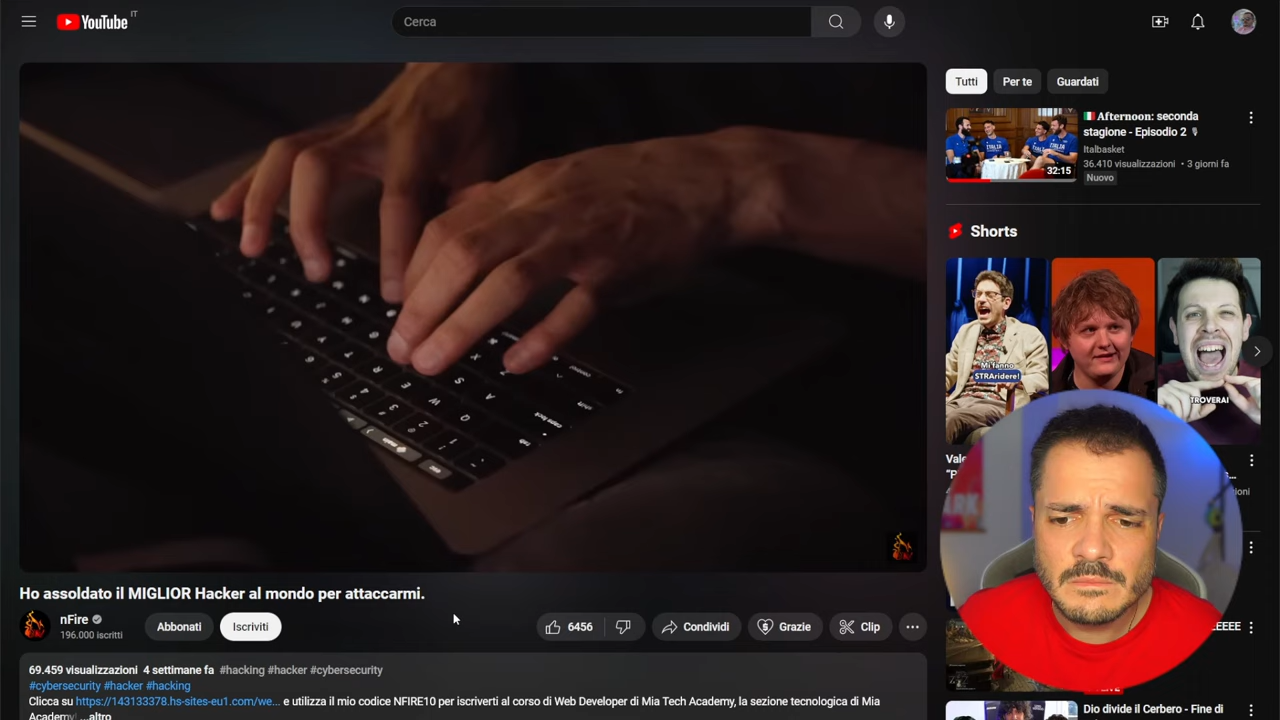 YouTube IT
Cerca
Tutti
Per te
Guardati
🇮🇹 Afternoon: seconda
stagione - Episodio 2 🎙
Italbasket
36.410 visualizzazioni • 3 giorni fa
Nuovo
32:15
Shorts
Mi fanno
STRAridere!
TROVERAI
Ho assoldato il MIGLIOR Hacker al mondo per attaccarmi.
nFire
196.000 iscritti
Abbonati
Iscriviti
6456
Condividi
Grazie
Clip
69.459 visualizzazioni 4 settimane fa #hacking #hacker #cybersecurity
#cybersecurity #hacker #hacking
Clicca su https://143133378.hs-sites-eu1.com/we... e utilizza il mio codice NFIRE10 per iscriverti al corso di Web Developer di Mia Tech Academy, la sezione tecnologica di Mia
Academy! ...altro
Dio divide il Cerbero - Fine di